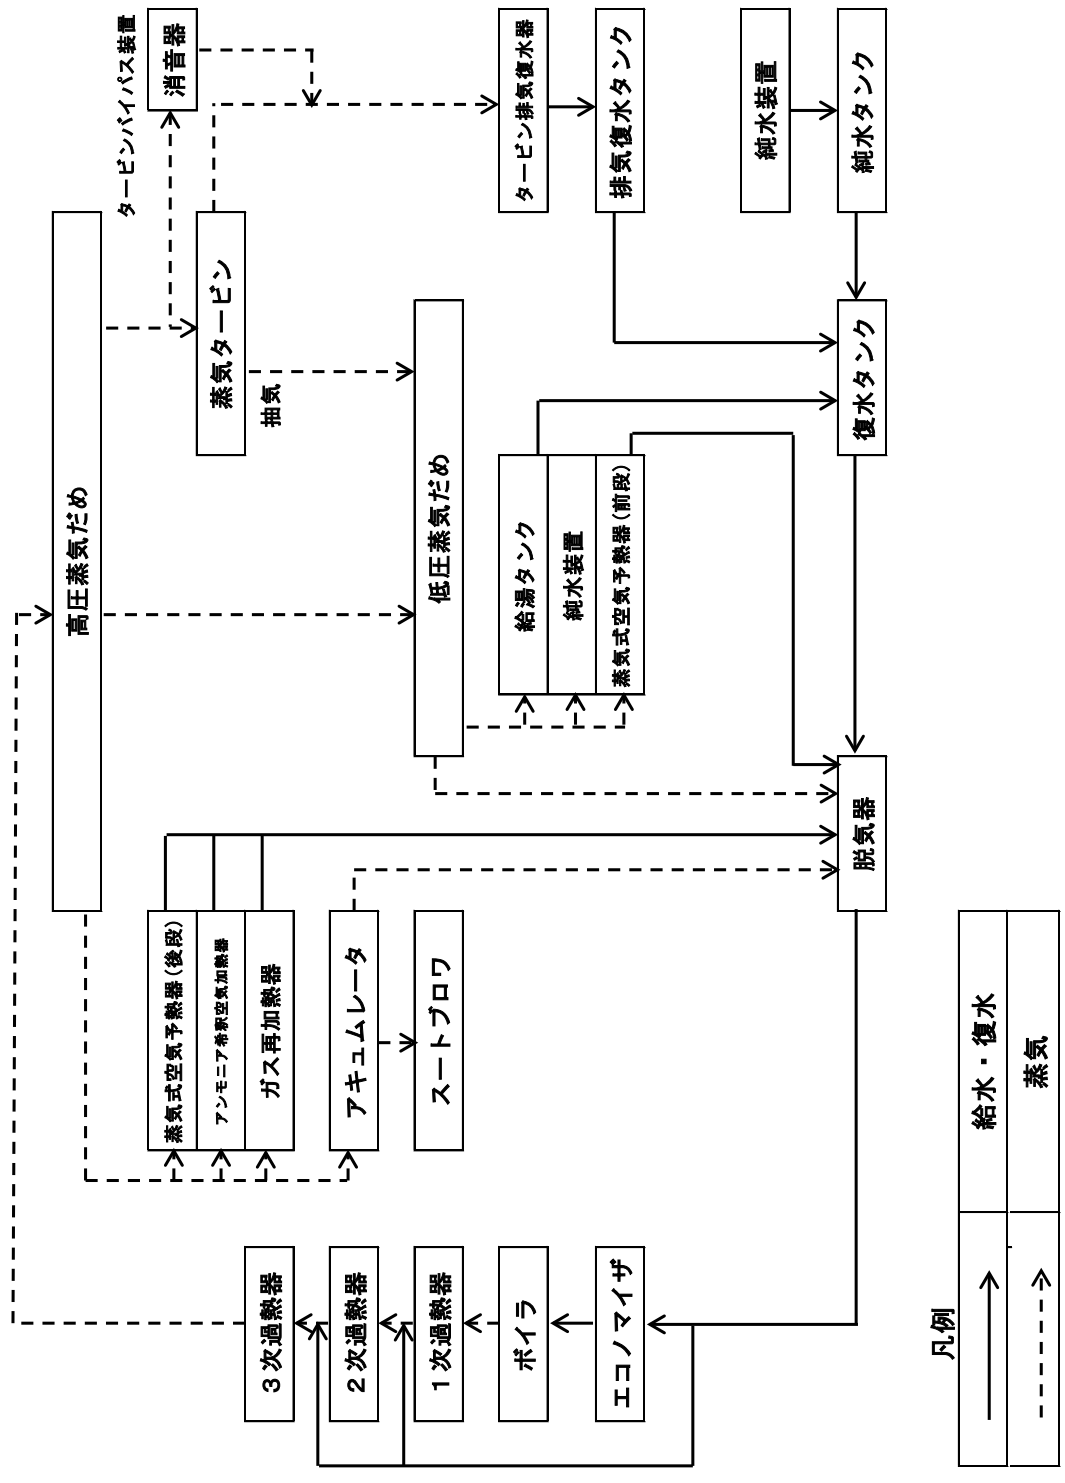 3次過熱器
2次過熱器
1次過熱器
ボイラ
エコノマイザ
蒸気式空気予熱器(後段)
アンモニア希釈空気加熱器
ガス再加熱器
アキュムレータ
スートブロワ
高圧蒸気だめ
蒸気タービン
抽気
タービンバイパス装置
消音器
低圧蒸気だめ
給湯タンク
純水装置
蒸気式空気予熱器(前段)
タービン排気復水器
排気復水タンク
純水装置
純水タンク
復水タンク
脱気器
凡例
給水・復水
蒸気